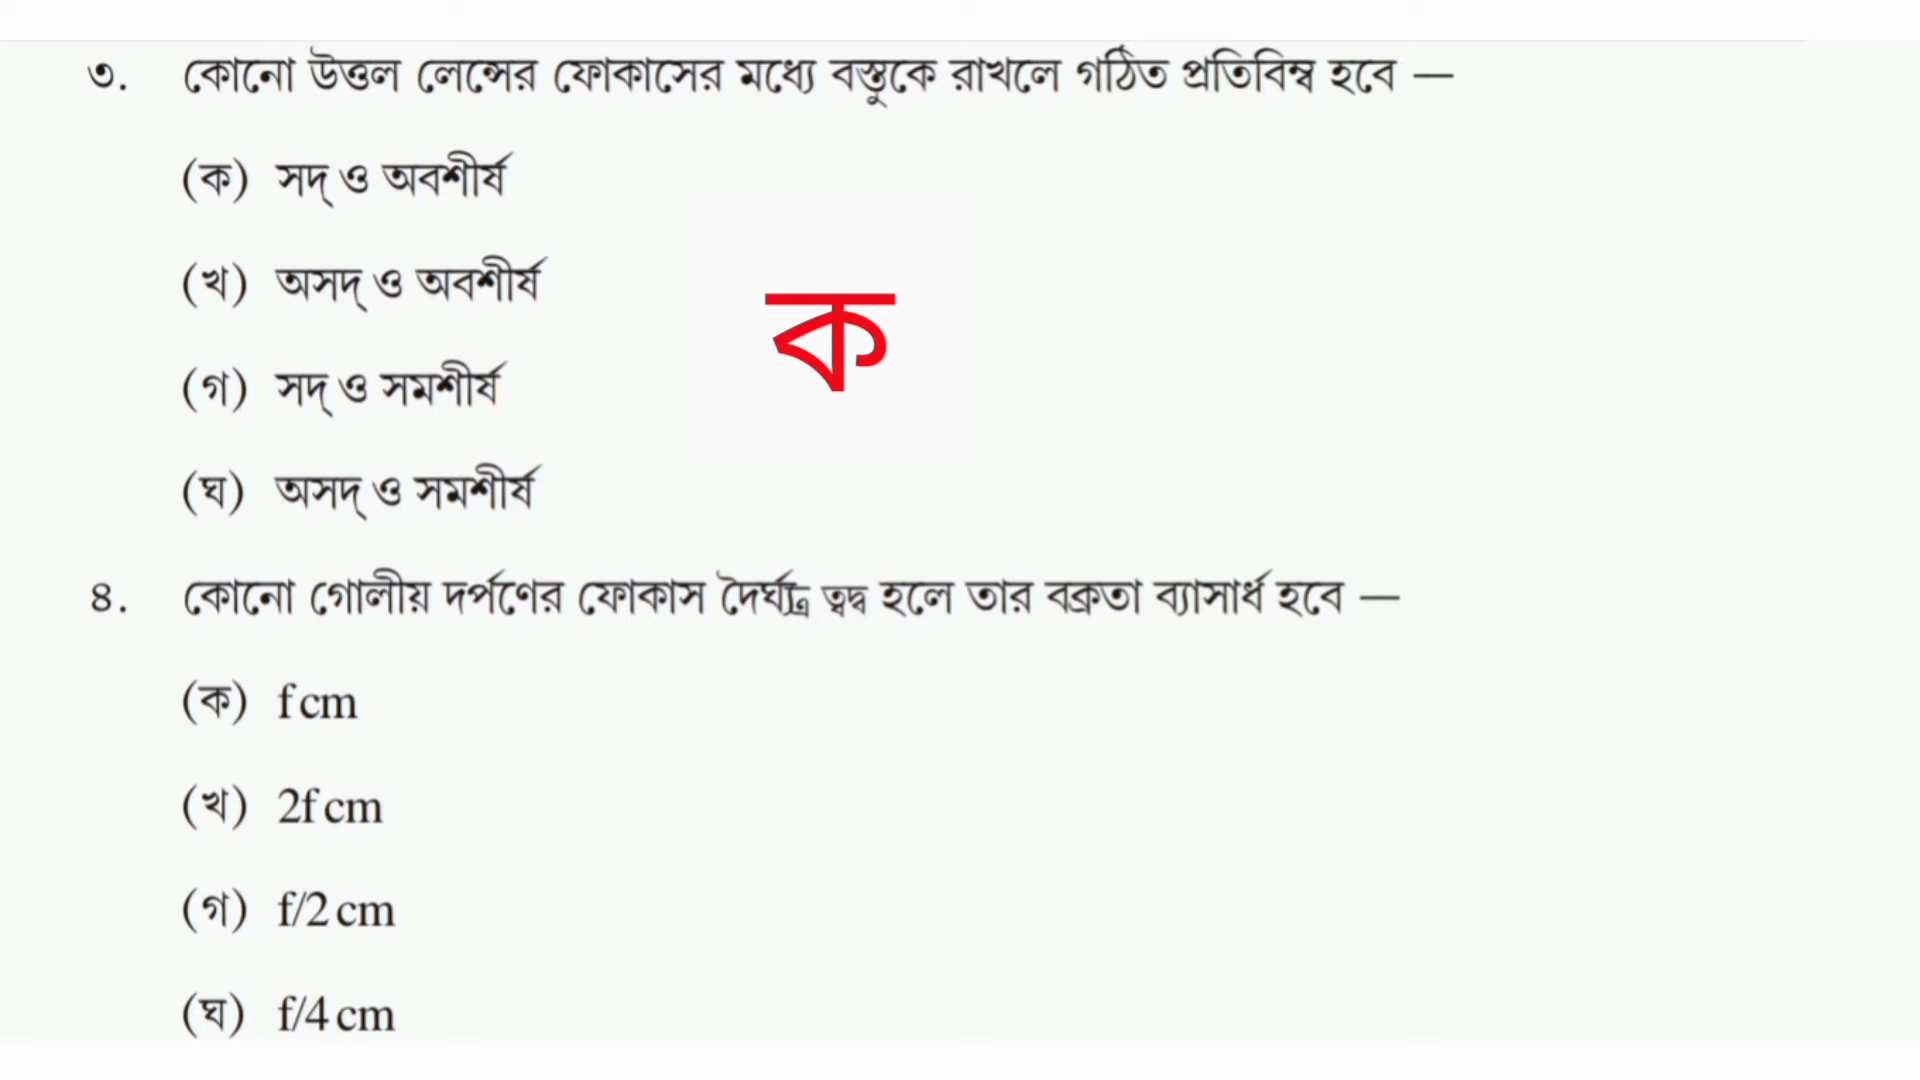 ৩. কোনো উত্তল লেন্সের ফোকাসের মধ্যে বস্তুকে রাখলে গঠিত প্রতিবিম্ব হবে —
(ক) সদ্ ও অবশীর্ষ
(খ) অসদ্ ও অবশীর্ষ
ক
(গ) সদ্ ও সমশীর্ষ
(ঘ) অসদ্ ও সমশীর্ষ
৪. কোনো গোলীয় দর্পণের ফোকাস হলে তার বক্রতা ব্যাসার্ধ হবে —
(ক) f cm
(খ) 2f cm
(গ) f/2 cm
(ঘ) f/4 cm